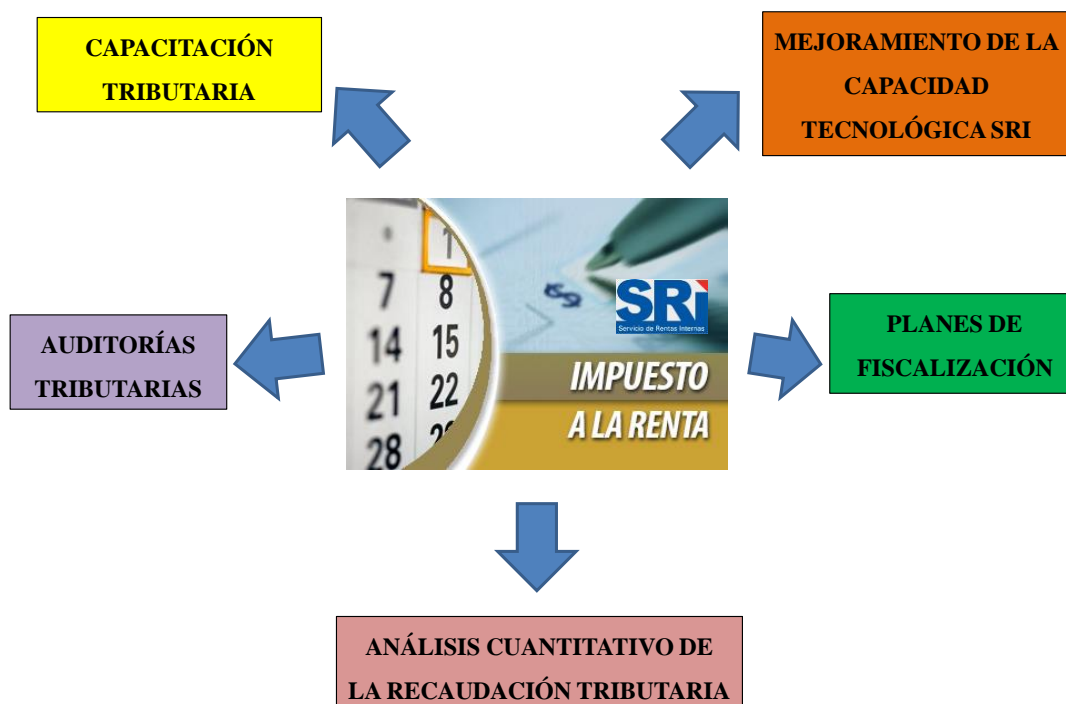 CAPACITACIÓN
TRIBUTARIA
MEJORAMIENTO DE LA
CAPACIDAD
TECNOLÓGICA SRI
1
7 8
14 15
21 22
28
$
SRi
Servicio de Rentas Internas
IMPUESTO
A LA RENTA
AUDITORÍAS
TRIBUTARIAS
PLANES DE
FISCALIZACIÓN
ANÁLISIS CUANTITATIVO DE
LA RECAUDACIÓN TRIBUTARIA